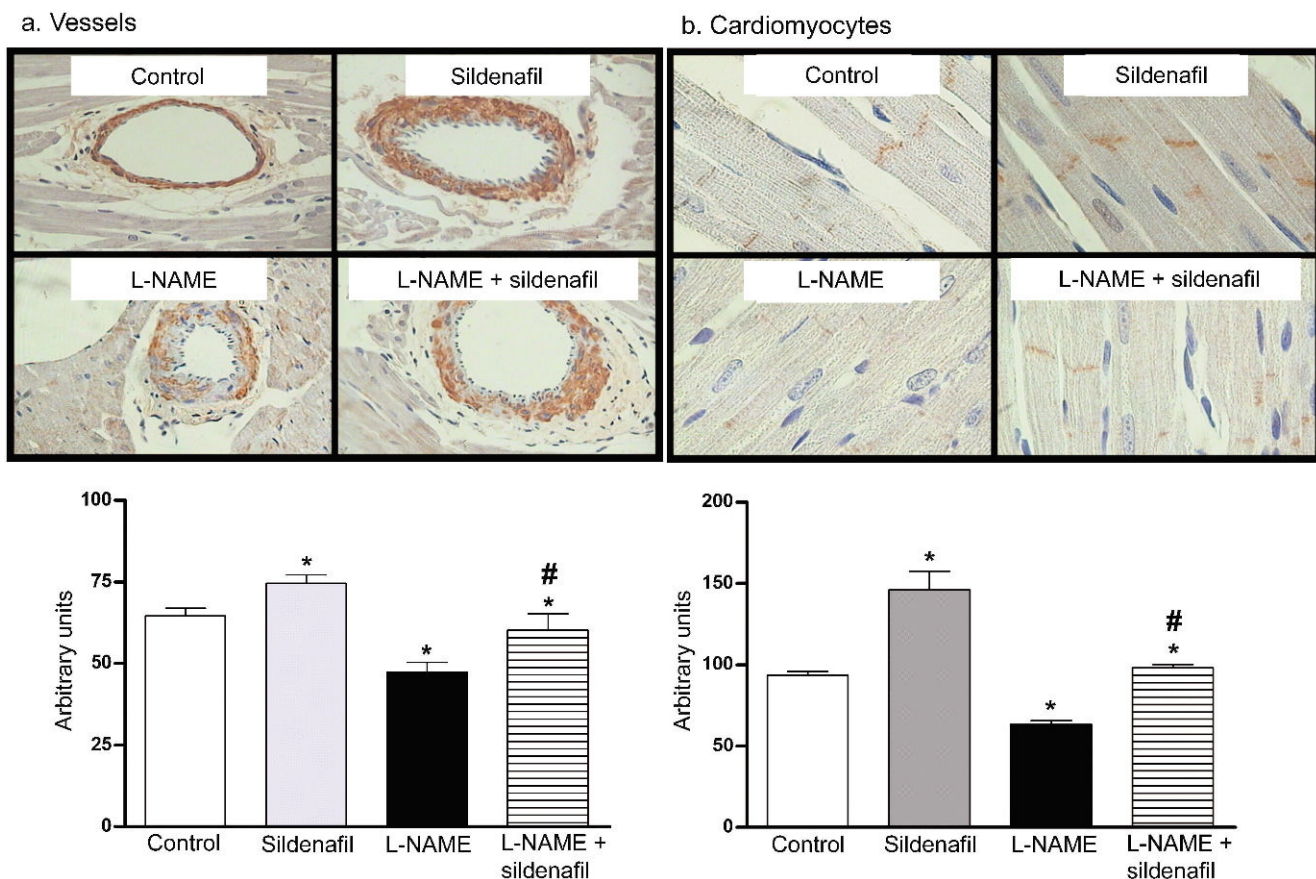 a. Vessels
b. Cardiomyocytes
Control
Sildenafil
L-NAME
L-NAME + sildenafil
Control
Sildenafil
L-NAME
L-NAME + sildenafil
Arbitrary units
100
75
50
25
0
*
*
#
*
Control
Sildenafil
L-NAME
L-NAME +
sildenafil
Arbitrary units
200
150
100
50
0
*
*
#
*
Control
Sildenafil
L-NAME
L-NAME +
sildenafil